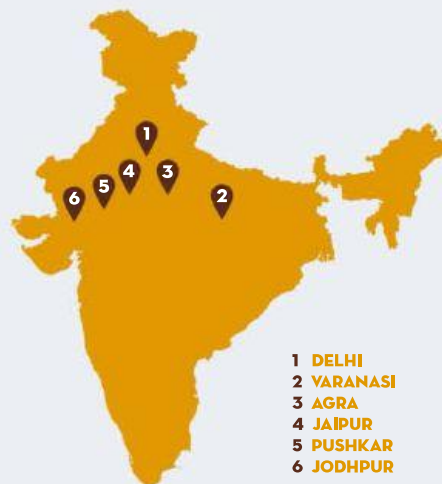 1
4
3
5
6
2
1 DELHI
2 VARANASI
3 AGRA
4 JAIPUR
5 PUSHKAR
6 JODHPUR